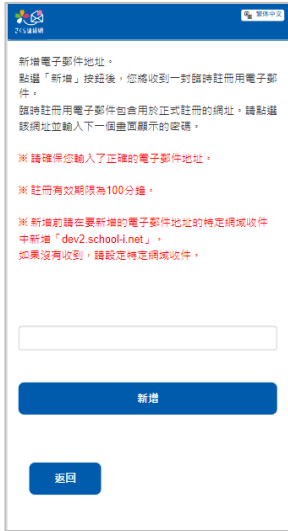 さくら連絡網
繁体中文
新增電子郵件地址。
點選「新增」按鈕後，您將收到一封臨時註冊用電子郵
件。
臨時註冊用電子郵件包含用於正式註冊的網址。請點選
該網址並輸入下一個畫面顯示的密碼。
※ 請確保您輸入了正確的電子郵件地址。
※ 註冊有效期限為100分鐘。
※ 新增前請在要新增的電子郵件地址的特定網域收件
中新增「dev2.school-i.net」，
如果沒有收到，請設定特定網域收件。
新增
返回